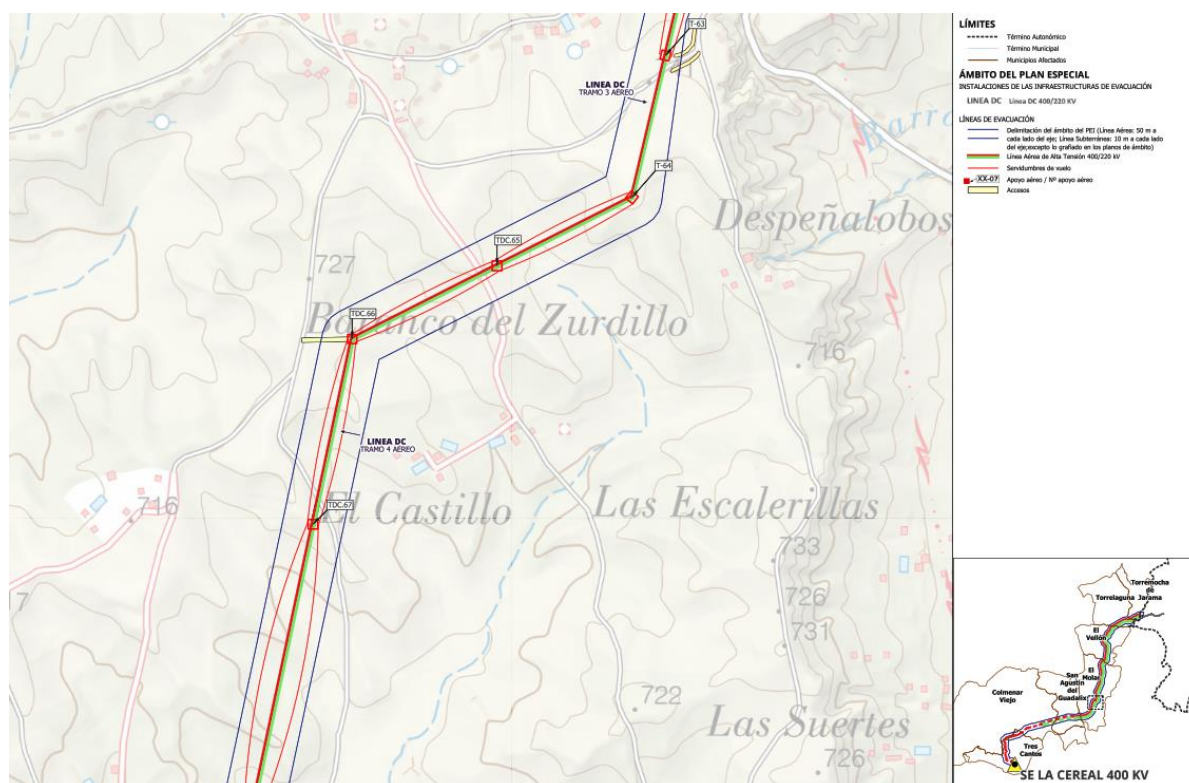 T-63
LINEA DC
TRAMO 3 AÉREO
T-64
Despeñalobos
TDC.65
727
TDC.66
Barranco del Zurdillo
716
LINEA DC
TRAMO 4 AÉREO
TDC.67
716
El Castillo
Las Escalerillas
733
7
726
731
722
Las Suertes
726
LÍMITES
Término Autonómico
Término Municipal
Municipios Afectados
ÁMBITO DEL PLAN ESPECIAL
INSTALACIONES DE LAS INFRAESTRUCTURAS DE EVACUACIÓN
LINEA DC Línea DC 400/220 KV
LÍNEAS DE EVACUACIÓN
Delimitación del ámbito del PEI (Línea Aérea: 50 m a
cada lado del eje; Línea Subterránea: 10 m a cada lado
del eje;excepto lo grafiado en los planos de ámbito)
Línea Aérea de Alta Tensión 400/220 kV
Servidumbres de vuelo
-XX-07 Apoyo aéreo / Nº apoyo aéreo
Accesos
Torremocha
de
Jarama
Torrelaguna
El
Vellón
El
Molar
San
Agustín
del
Guadalix
Colmenar
Viejo
Tres
Cantos
SE LA CEREAL 400 KV